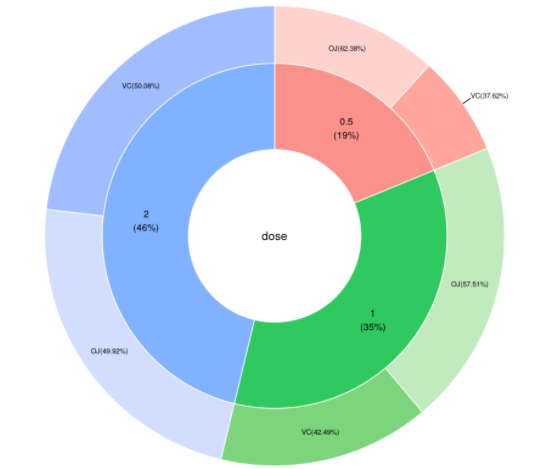 OJ(62.38%)
VC(37.62%)
VC(50.08%)
0.5
(19%)
2
(46%)
dose
OJ(57.51%)
1
(35%)
OJ(49.92%)
VC(42.49%)